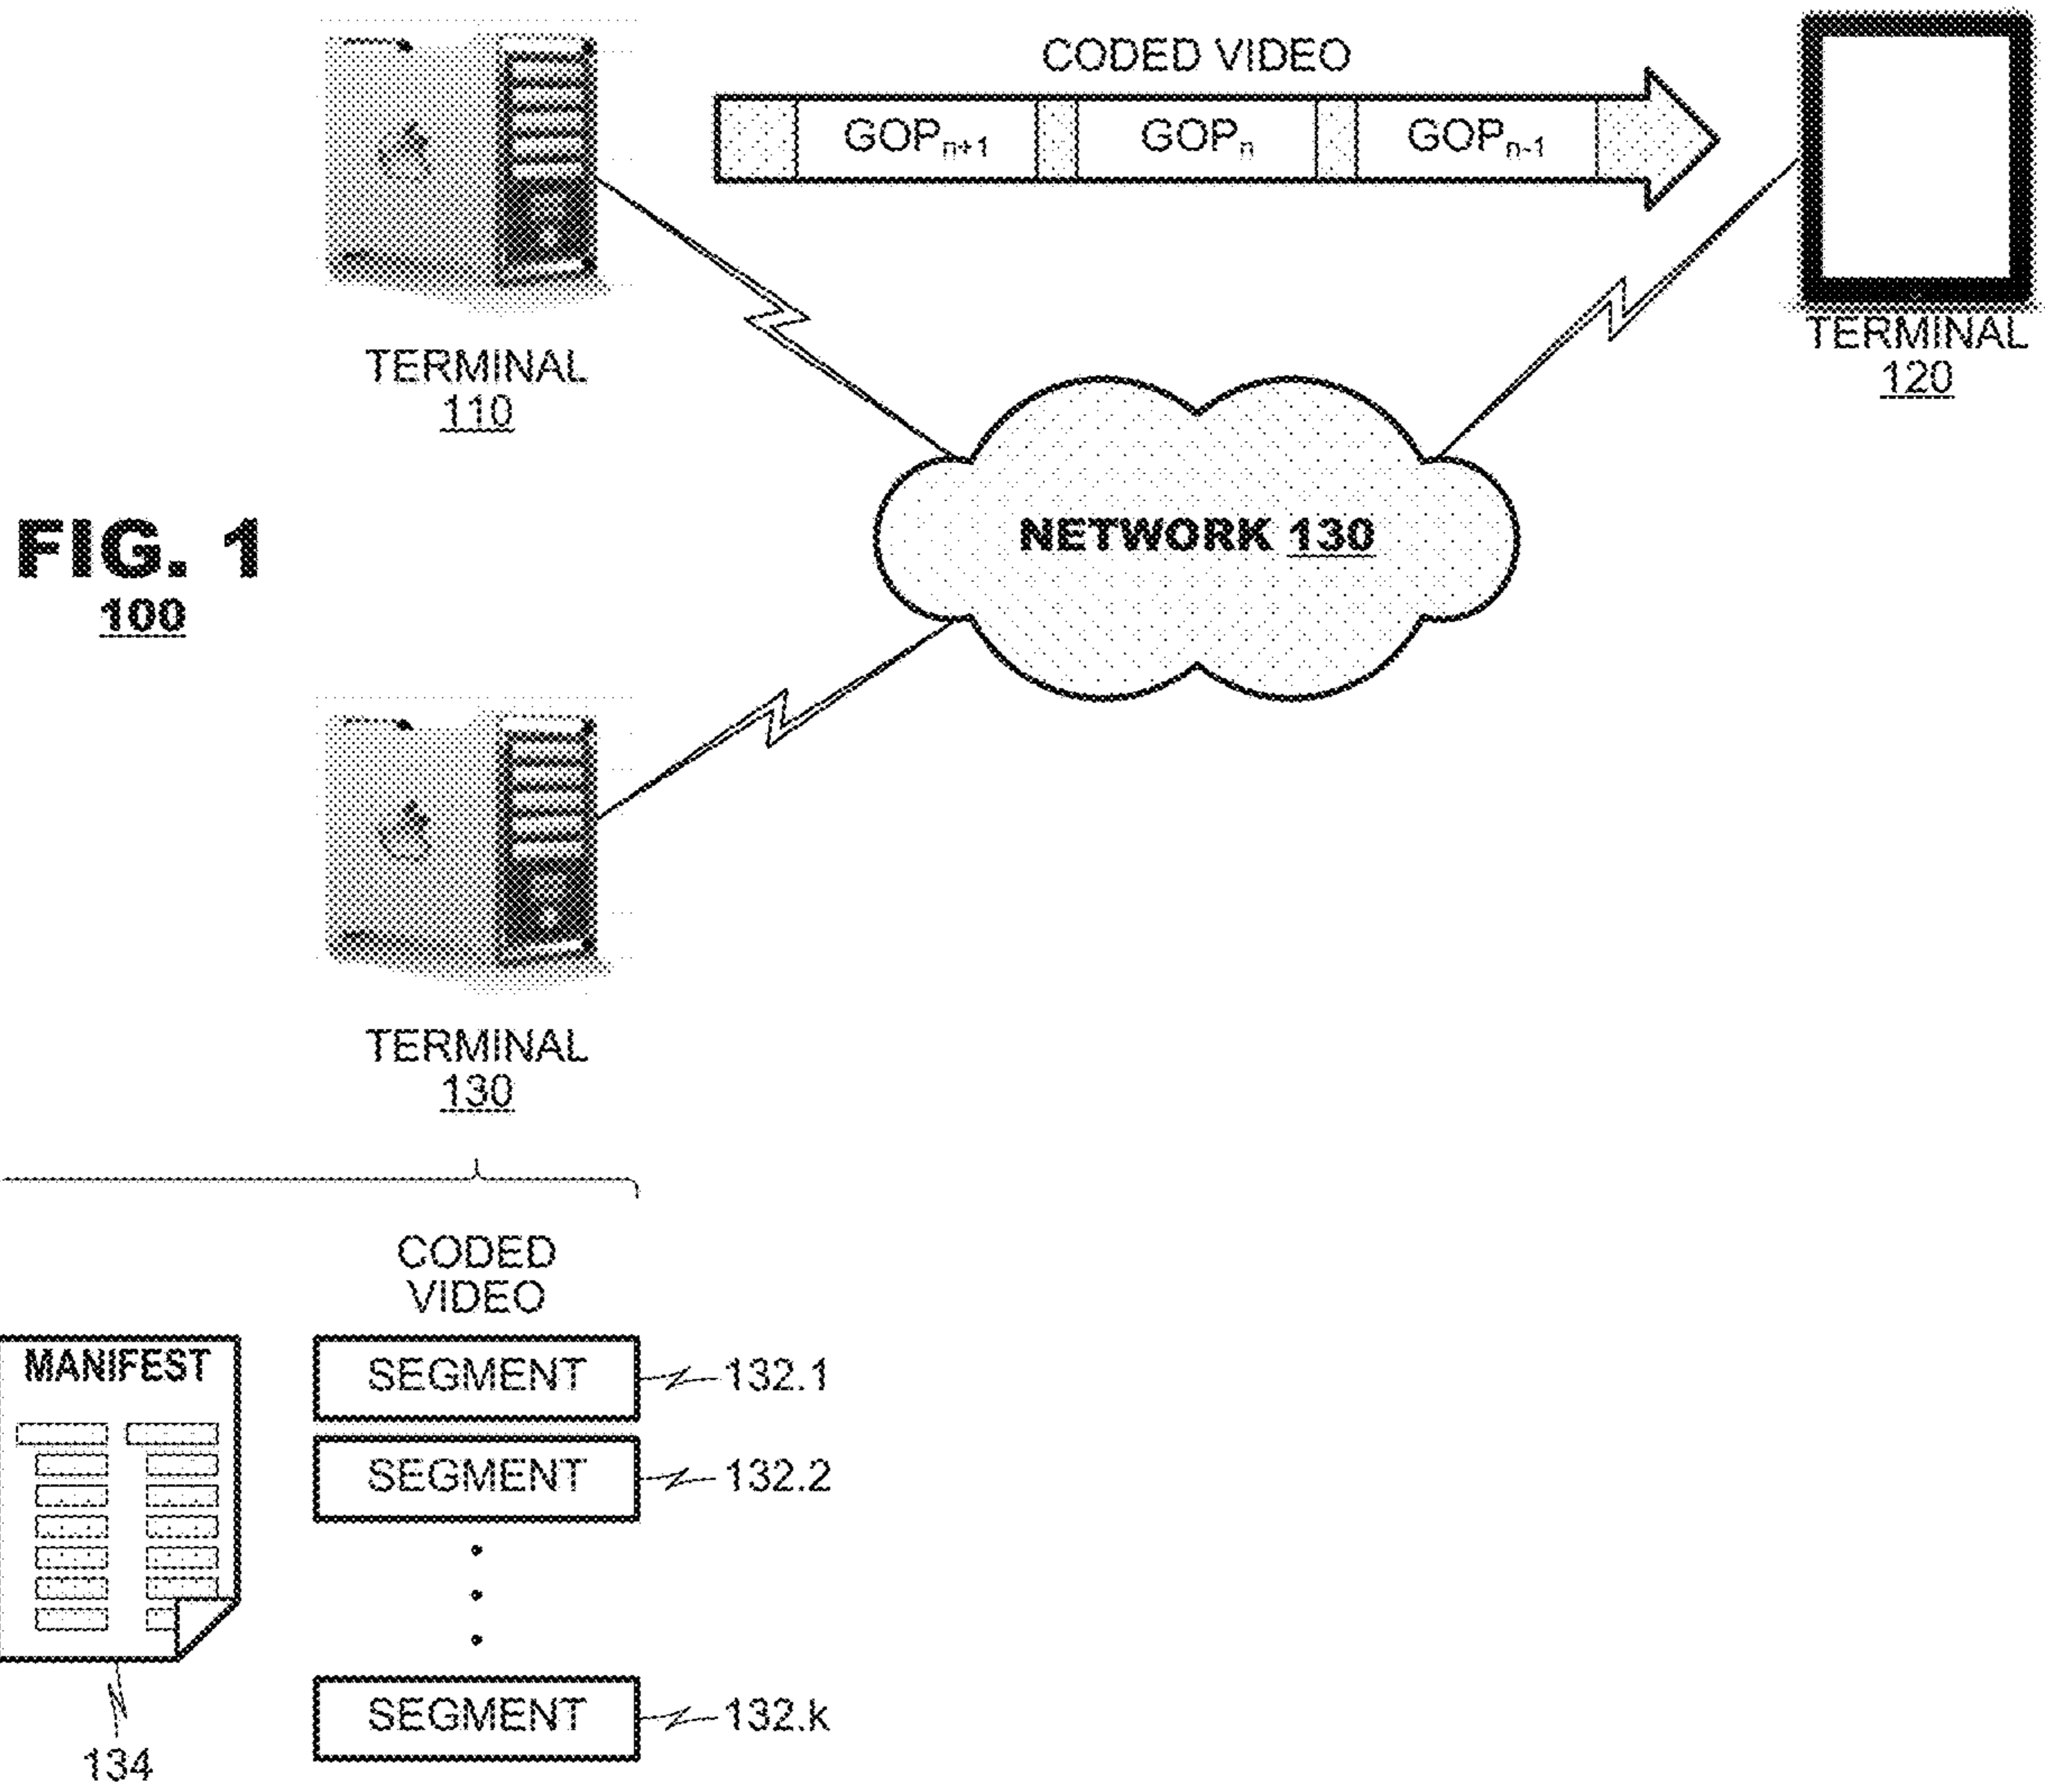 CODED VIDEO
GOPn+1 GOPn GOPn-1
TERMINAL
110
TERMINAL
120
FIG. 1
100
NETWORK 130
TERMINAL
130
CODED
VIDEO
MANIFEST
SEGMENT 132.1
SEGMENT 132.2
SEGMENT 132.k
134